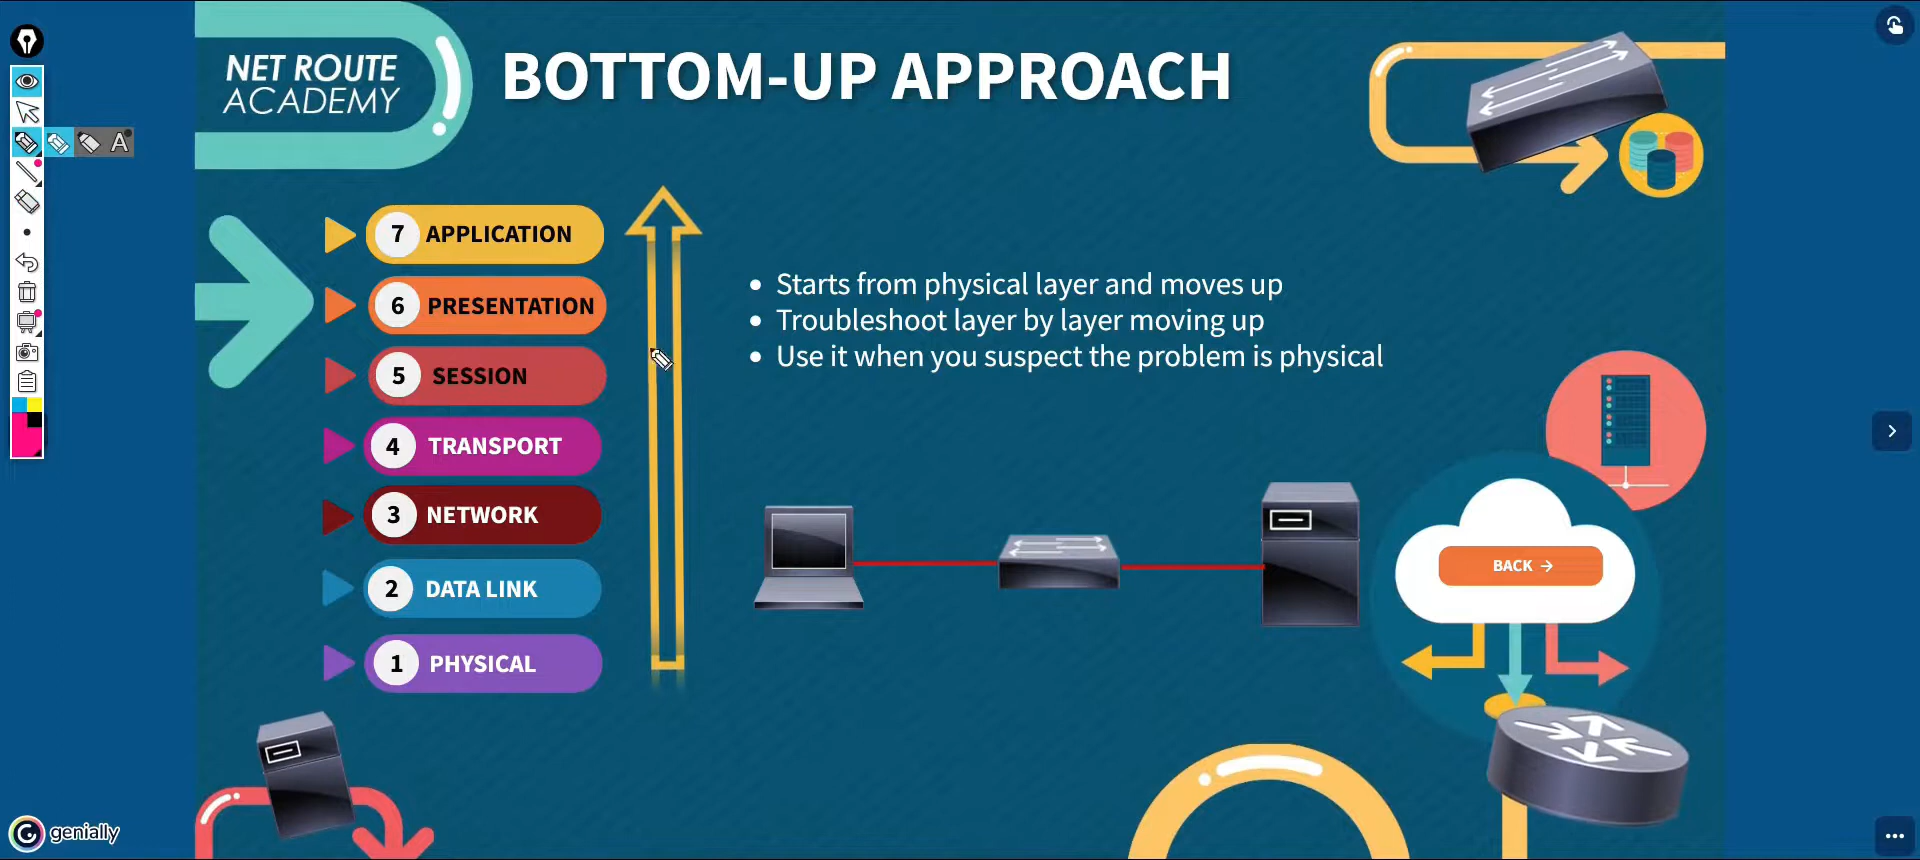 NET ROUTE
ACADEMY
BOTTOM-UP APPROACH
A
7 APPLICATION
6 PRESENTATION
5 SESSION
4 TRANSPORT
3 NETWORK
2 DATA LINK
1 PHYSICAL
• Starts from physical layer and moves up
• Troubleshoot layer by layer moving up
• Use it when you suspect the problem is physical
BACK →
genially